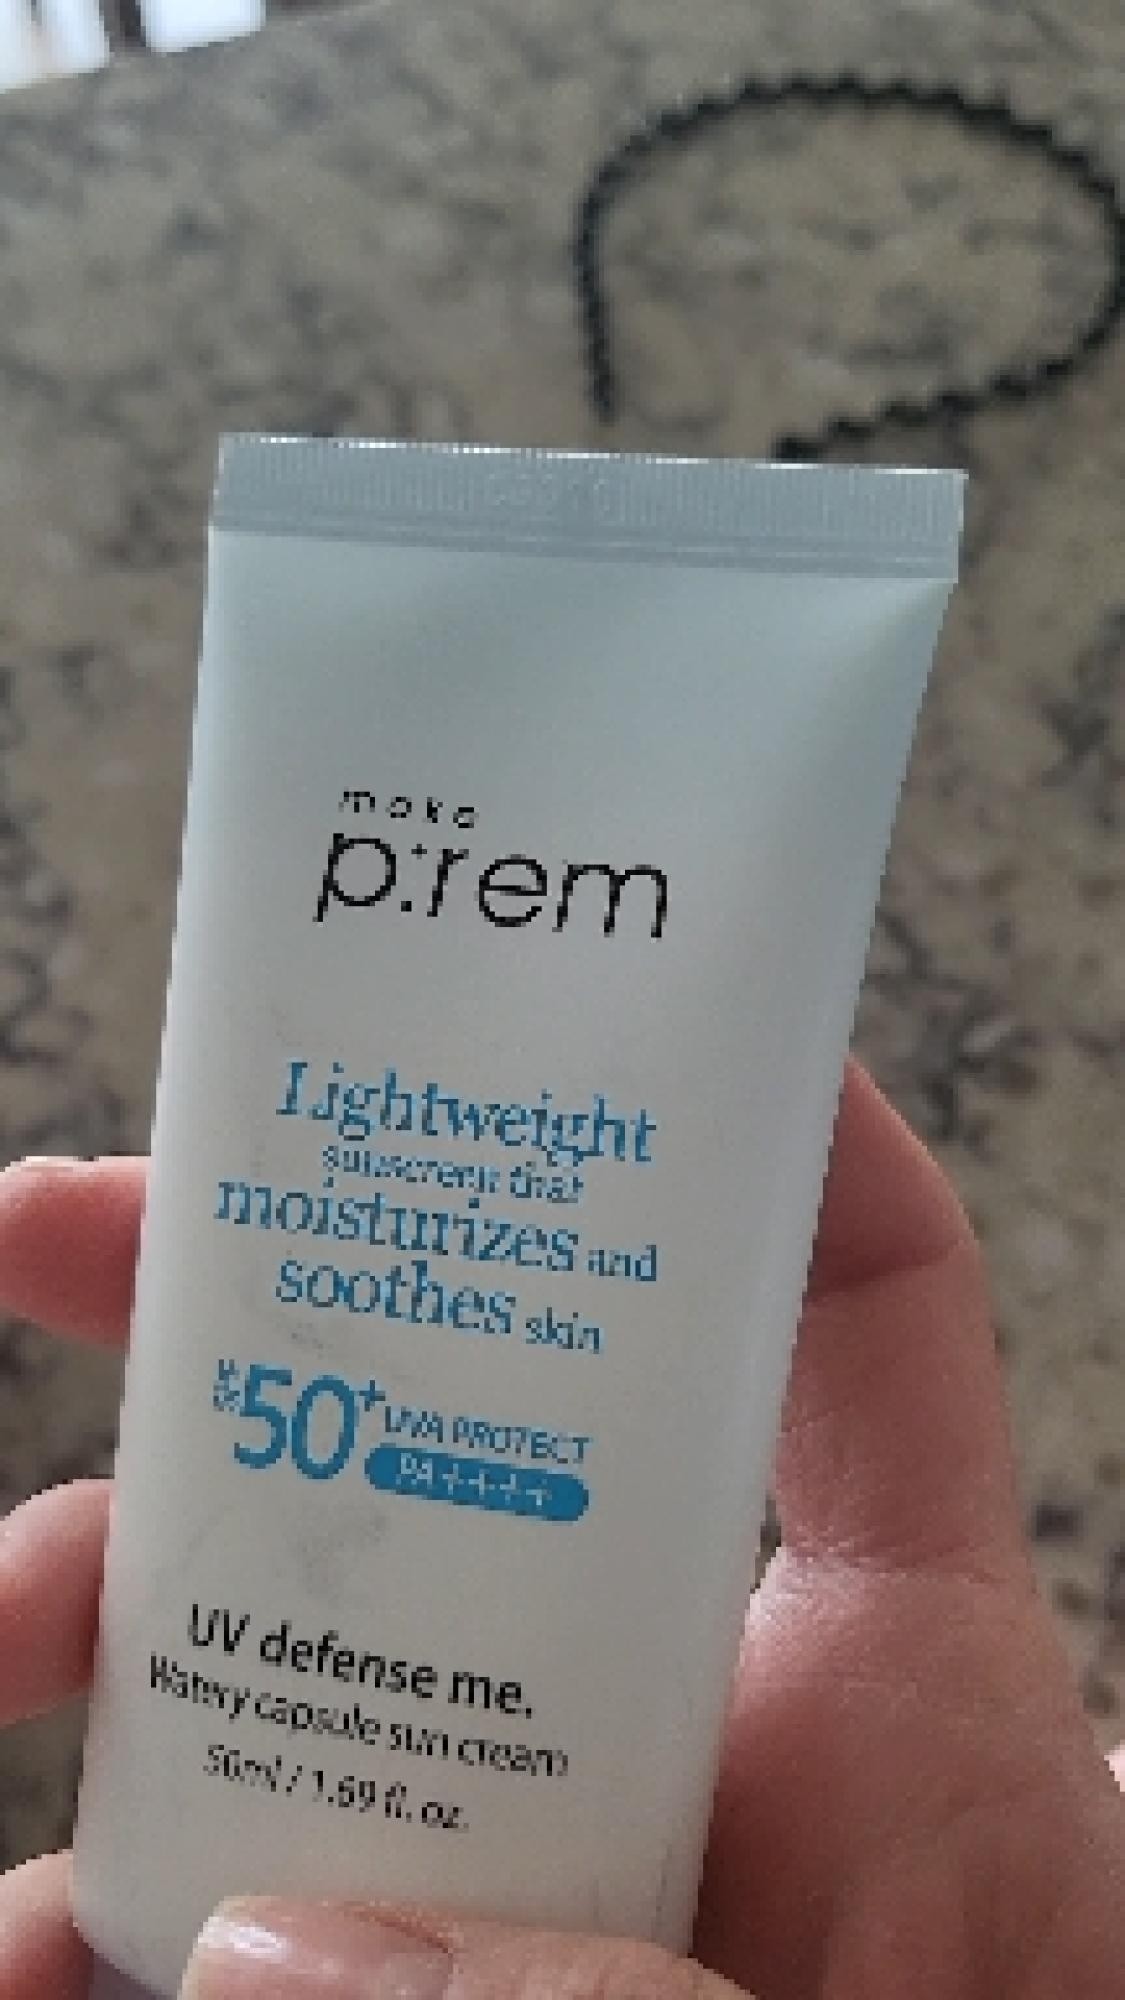 make
p:rem
Lightweight
sunscreen that
moisturizes and
soothes skin
SPF 50+ UVA PROTECT
PA++++
UV defense me.
Watery capsule sun cream
50ml / 1.69 fl. oz.